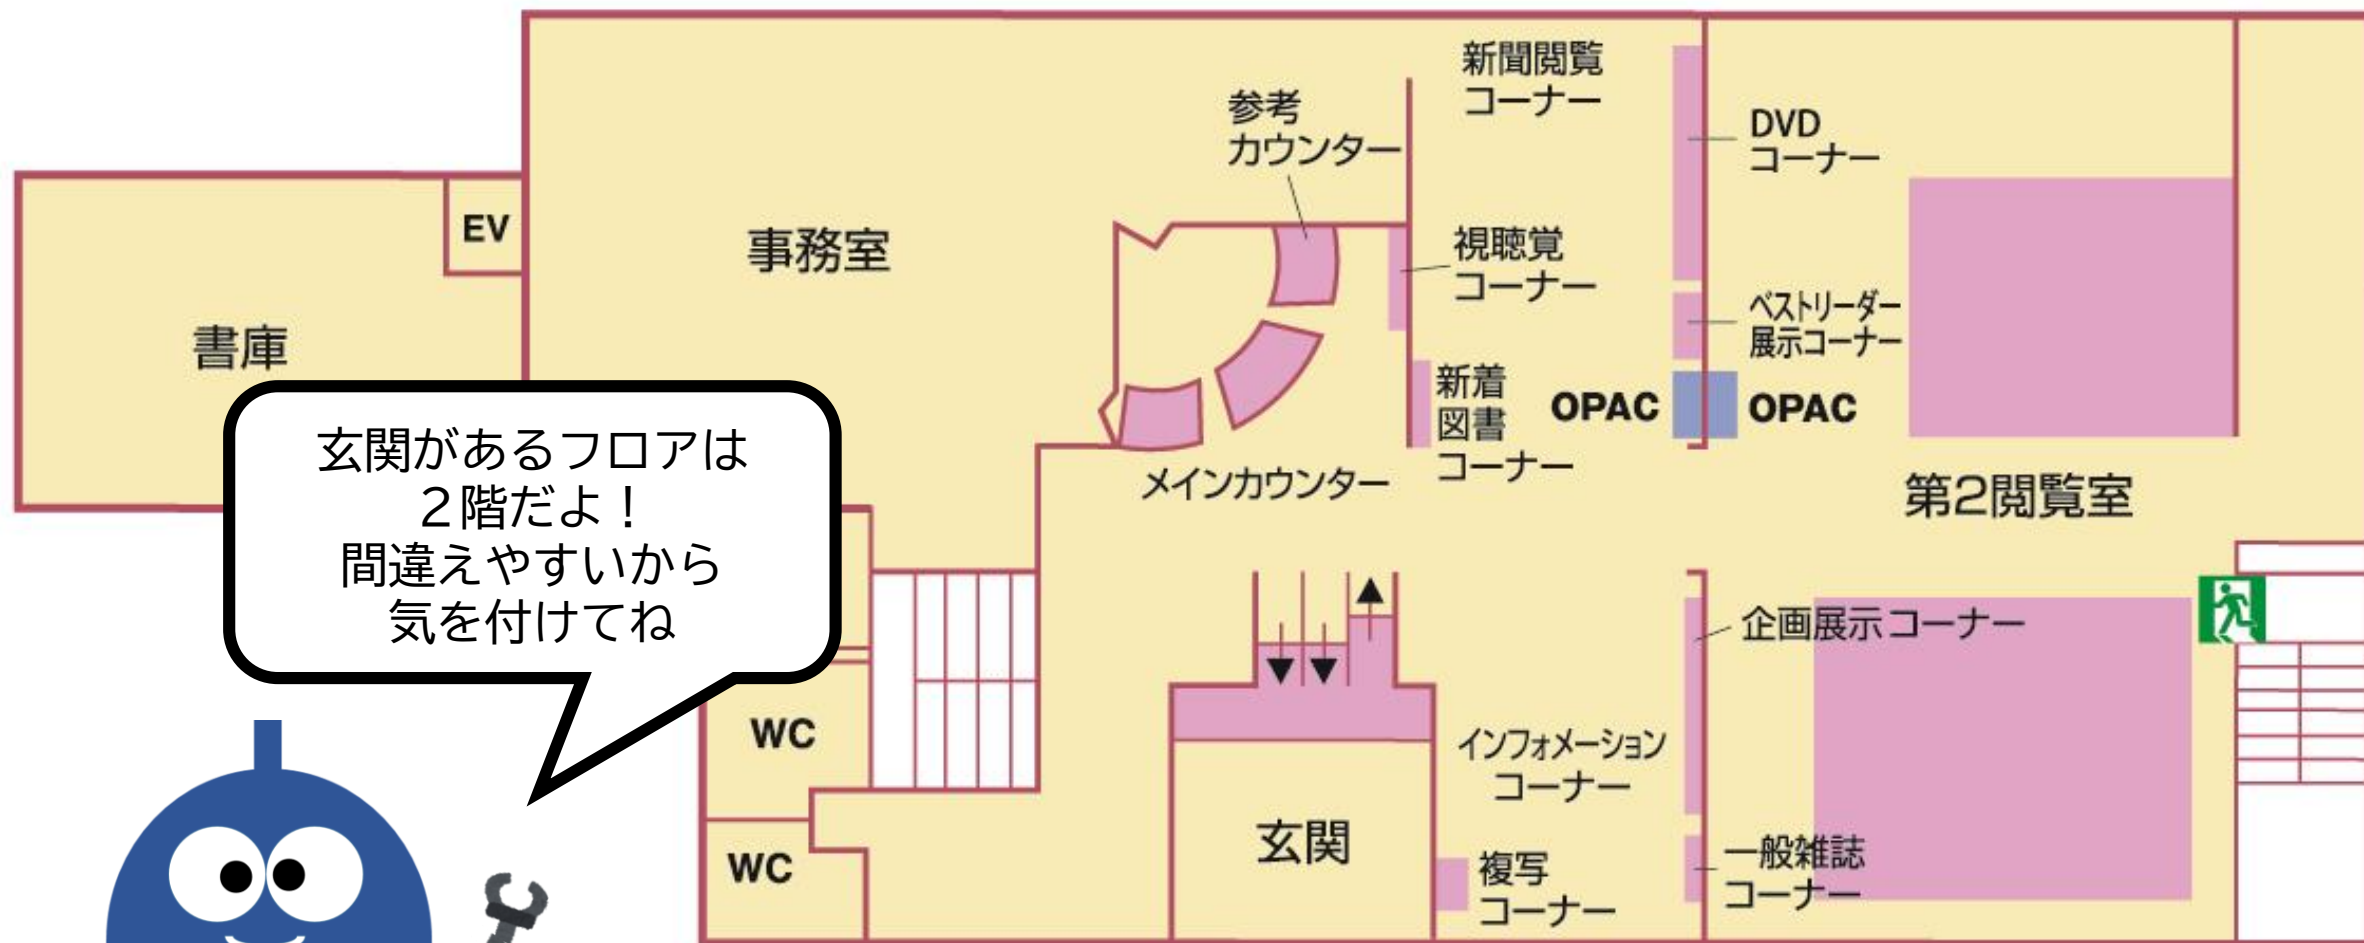 新聞閲覧
コーナー
参考
カウンター
DVD
コーナー
EV
事務室
視聴覚
コーナー
書庫
ベストリーダー
展示コーナー
新着
図書
コーナー
OPAC
OPAC
メインカウンター
第2閲覧室
玄関があるフロアは
２階だよ！
間違えやすいから
気を付けてね
企画展示コーナー
WC
インフォメーション
コーナー
WC
玄関
複写
コーナー
一般雑誌
コーナー